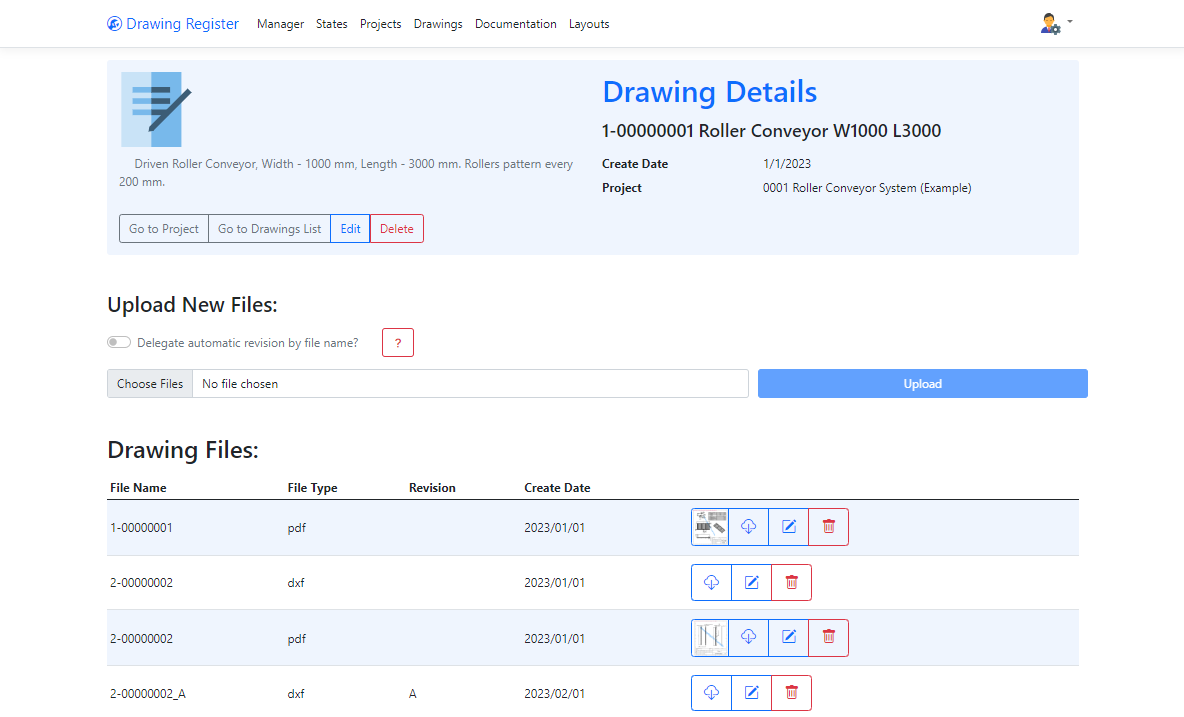 Drawing Register Manager States Projects Drawings Documentation Layouts
Drawing Details
1-00000001 Roller Conveyor W1000 L3000
Driven Roller Conveyor, Width - 1000 mm, Length - 3000 mm. Rollers pattern every
200 mm.
Create Date 1/1/2023
Project 0001 Roller Conveyor System (Example)
Go to Project Go to Drawings List Edit Delete
Upload New Files:
Delegate automatic revision by file name? ?
Choose Files No file chosen Upload
Drawing Files:
File Name File Type Revision Create Date
1-00000001 pdf 2023/01/01
2-00000002 dxf 2023/01/01
2-00000002 pdf 2023/01/01
2-00000002_A dxf A 2023/02/01